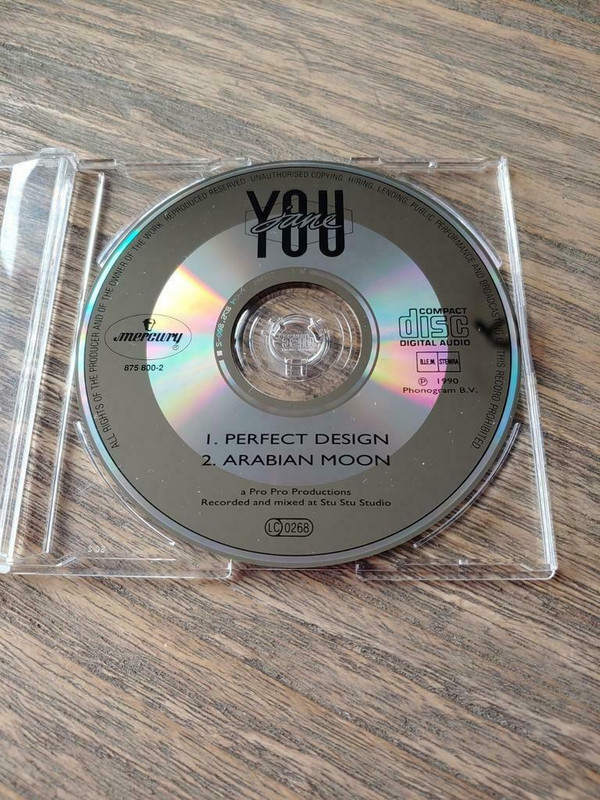 ALL RIGHTS OF THE PRODUCER AND OF THE OWNER OF THE WORK REPRODUCED RESERVED. UNAUTHORISED COPYING, HIRING, LENDING, PUBLIC PERFORMANCE AND BROADCASTING THIS RECORD PROHIBITED
YOU
Jane
mercury
875 800-2
COMPACT
disc
DIGITAL AUDIO
B.I.E.M. STEMRA
Ⓟ 1990
Phonogram B.V.
1. PERFECT DESIGN
2. ARABIAN MOON
a Pro Pro Productions
Recorded and mixed at Stu Stu Studio
LC 0268